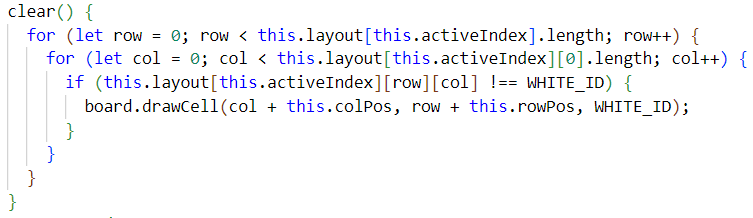 clear() {
for (let row = 0; row < this.layout[this.activeIndex].length; row++) {
for (let col = 0; col < this.layout[this.activeIndex][0].length; col++) {
if (this.layout[this.activeIndex][row][col] !== WHITE_ID) {
board.drawCell(col + this.colPos, row + this.rowPos, WHITE_ID);
}
}
}
}